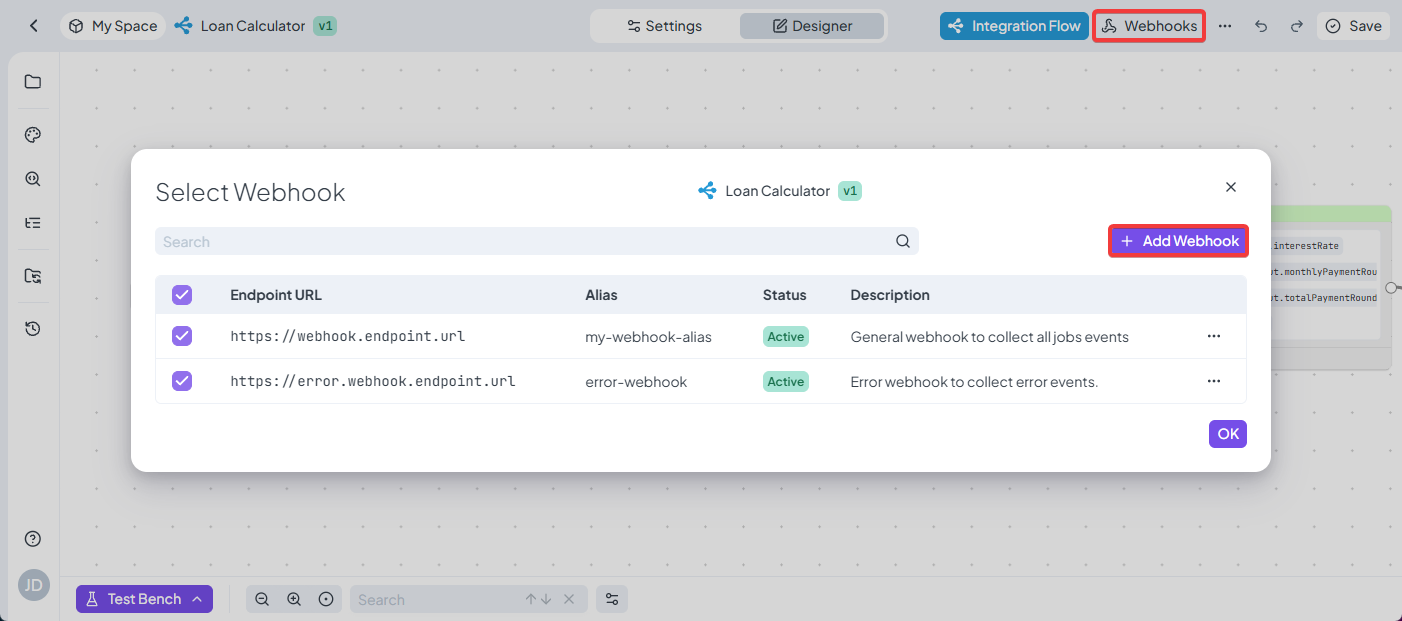 My Space Loan Calculator v1 Settings Designer Integration Flow Webhooks Save
Select Webhook Loan Calculator v1
Search + Add Webhook
Endpoint URL Alias Status Description
https://webhook.endpoint.url my-webhook-alias Active General webhook to collect all jobs events
https://error.webhook.endpoint.url error-webhook Active Error webhook to collect error events.
OK
.interestRate
ut.monthlyPaymentRou
ut.totalPaymentRound
JD
Test Bench Search